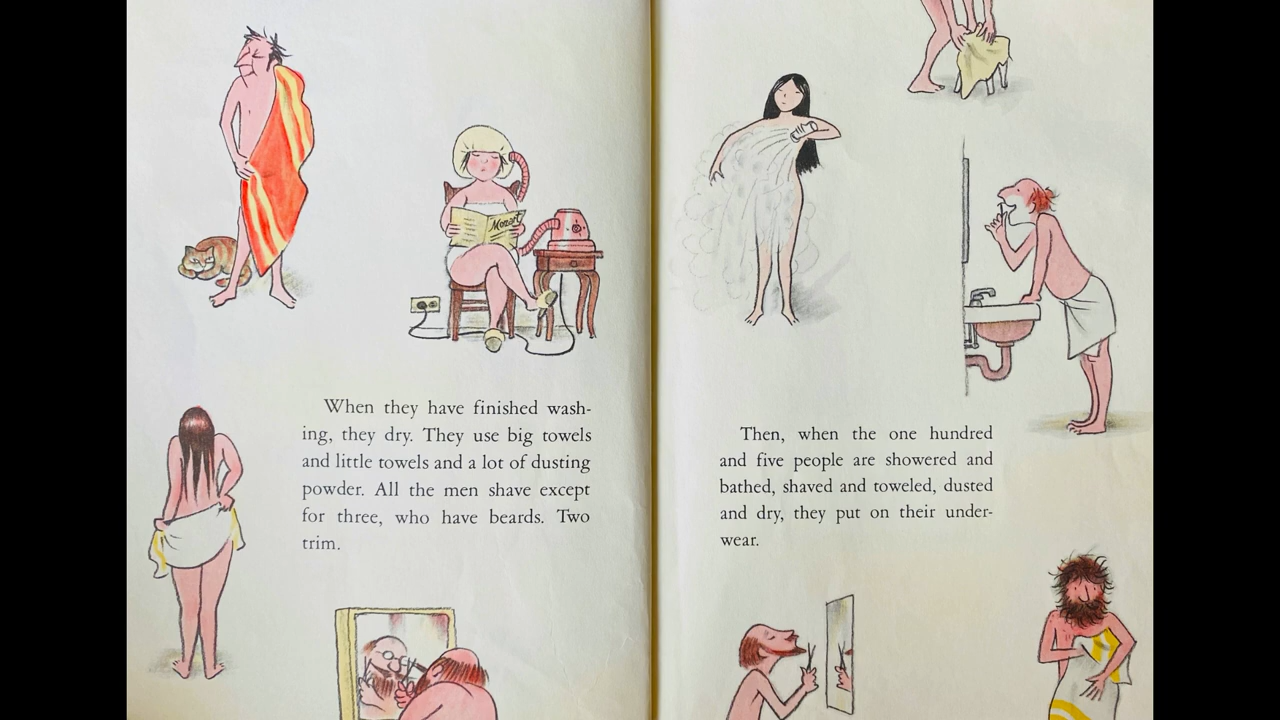 Mozart
When they have finished wash-
ing, they dry. They use big towels
and little towels and a lot of dusting
powder. All the men shave except
for three, who have beards. Two
trim.
Then, when the one hundred
and five people are showered and
bathed, shaved and toweled, dusted
and dry, they put on their under-
wear.